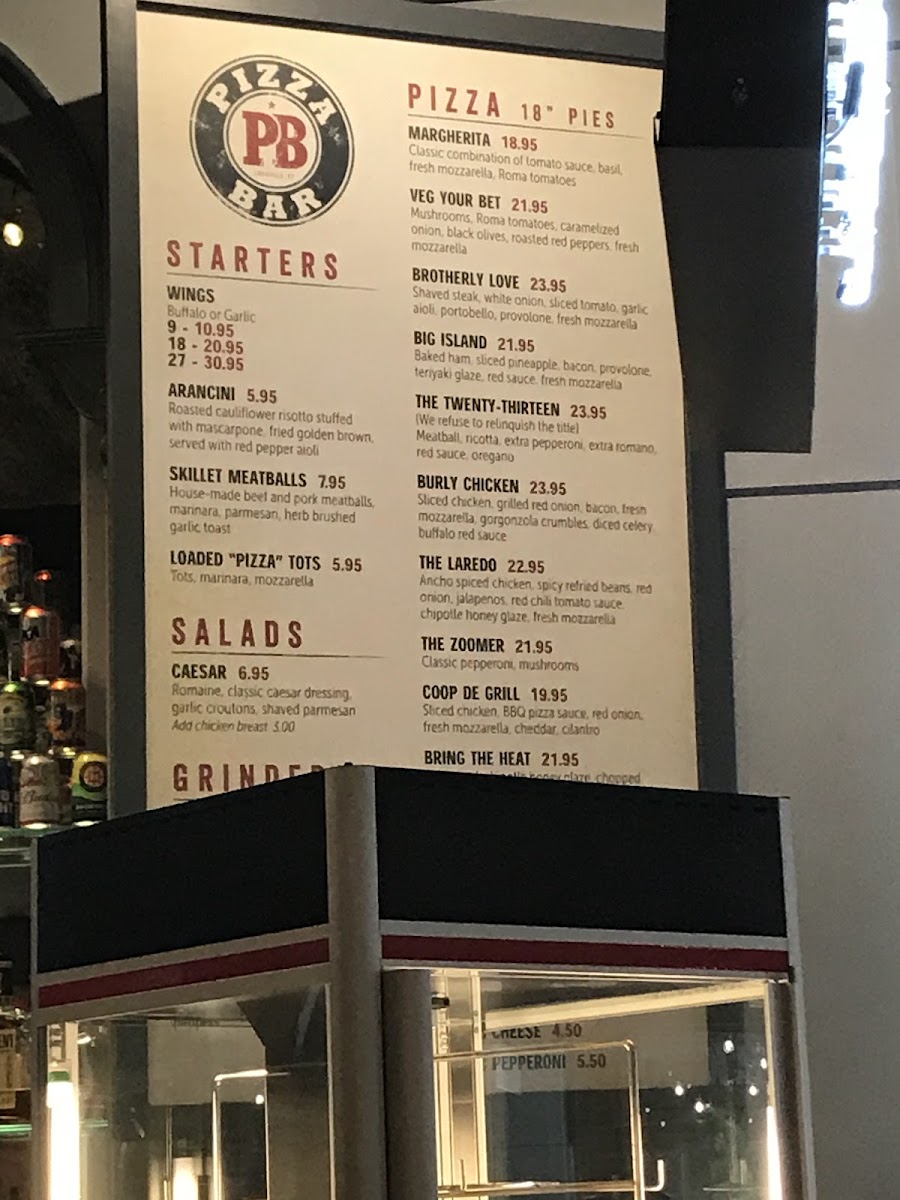 PIZZA
PB
BAR
STARTERS
WINGS
Buffalo or Garlic
9 - 10.95
18 - 20.95
27 - 30.95
ARANCINI 5.95
Roasted cauliflower risotto stuffed
with mascarpone, fried golden brown,
served with red pepper aioli
SKILLET MEATBALLS 7.95
House-made beef and pork meatballs,
marinara, parmesan, herb brushed
garlic toast
LOADED "PIZZA" TOTS 5.95
Tots, marinara, mozzarella
SALADS
CAESAR 6.95
Romaine, classic caesar dressing,
garlic croutons, shaved parmesan
Add chicken breast 3.00
PIZZA 18" PIES
MARGHERITA 18.95
Classic combination of tomato sauce, basil,
fresh mozzarella, Roma tomatoes
VEG YOUR BET 21.95
Mushrooms, Roma tomatoes, caramelized
onion, black olives, roasted red peppers, fresh
mozzarella
BROTHERLY LOVE 23.95
Shaved steak, white onion, sliced tomato, garlic
aioli, portobello, provolone, fresh mozzarella
BIG ISLAND 21.95
Baked ham, sliced pineapple, bacon, provolone,
teriyaki glaze, red sauce, fresh mozzarella
THE TWENTY-THIRTEEN 23.95
(We refuse to relinquish the title)
Meatball, ricotta, extra pepperoni, extra romano,
red sauce, oregano
BURLY CHICKEN 23.95
Sliced chicken, grilled red onion, bacon, fresh
mozzarella, gorgonzola crumbles, diced celery,
buffalo red sauce
THE LAREDO 22.95
Ancho spiced chicken, spicy refried beans, red
onion, jalapenos, red chili tomato sauce,
chipotle honey glaze, fresh mozzarella
THE ZOOMER 21.95
Classic pepperoni, mushrooms
COOP DE GRILL 19.95
Sliced chicken, BBQ pizza sauce, red onion,
fresh mozzarella, cheddar, cilantro
BRING THE HEAT 21.95
honey glaze, chopped
CHEESE 4.50
PEPPERONI 5.50